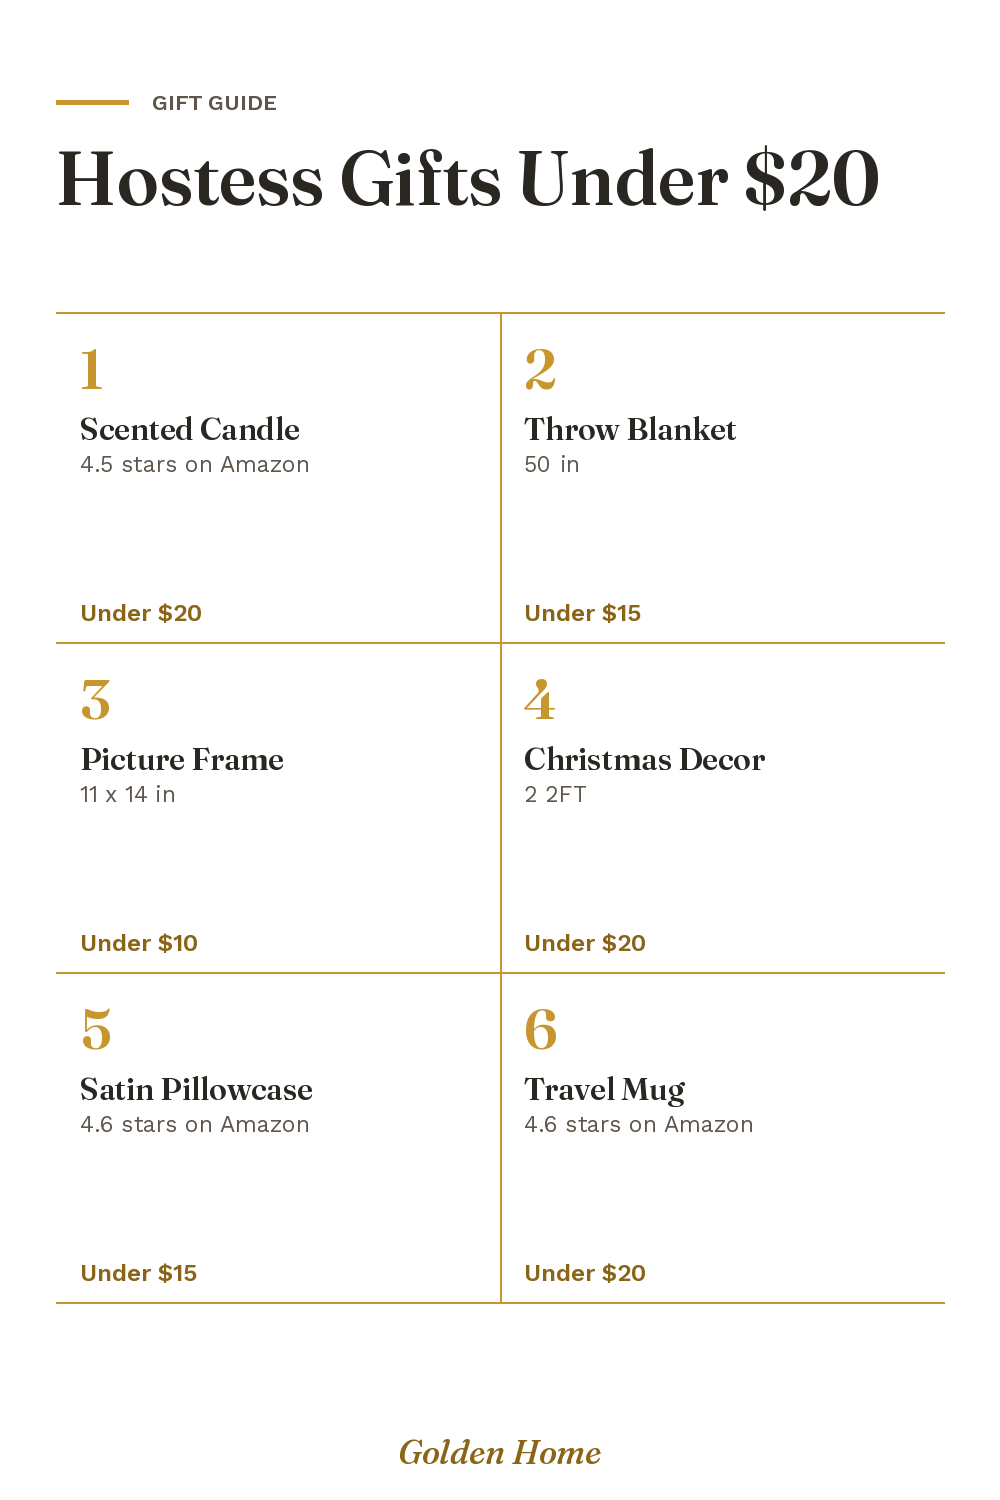 GIFT GUIDE
Hostess Gifts Under $20
1
Scented Candle
4.5 stars on Amazon
Under $20
2
Throw Blanket
50 in
Under $15
3
Picture Frame
11 x 14 in
Under $10
4
Christmas Decor
2 2FT
Under $20
5
Satin Pillowcase
4.6 stars on Amazon
Under $15
6
Travel Mug
4.6 stars on Amazon
Under $20
Golden Home